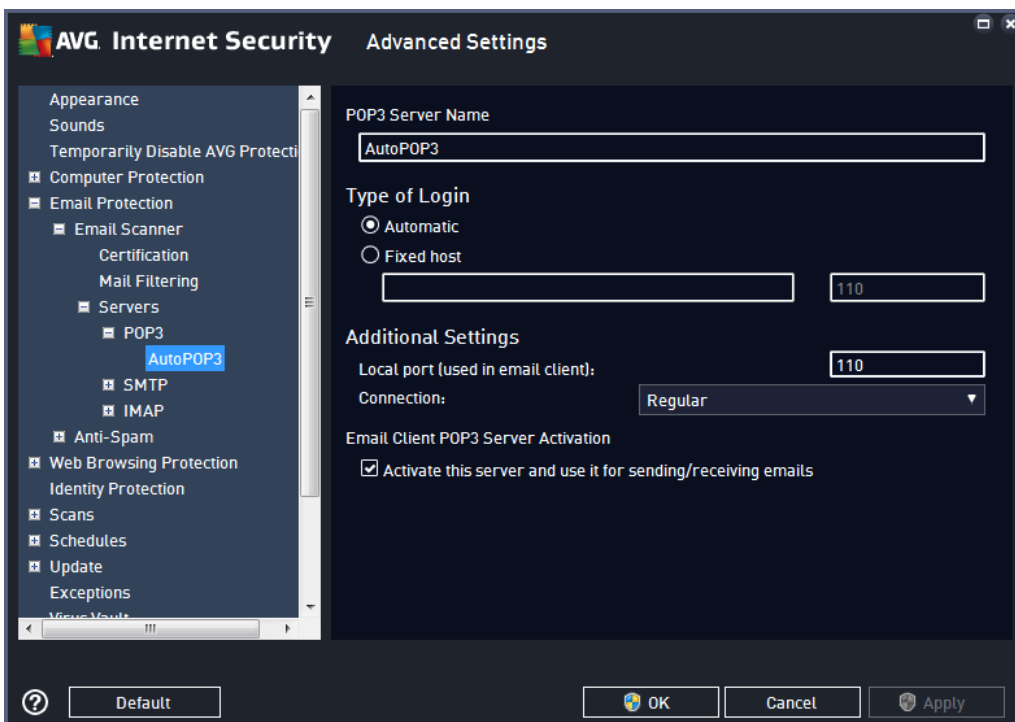 AVG. Internet Security Advanced Settings
Appearance
Sounds
Temporarily Disable AVG Protecti
Computer Protection
Email Protection
Email Scanner
Certification
Mail Filtering
Servers
POP3
AutoPOP3
SMTP
IMAP
Anti-Spam
Web Browsing Protection
Identity Protection
Scans
Schedules
Update
Exceptions
Virus Vault
POP3 Server Name
AutoPOP3
Type of Login
Automatic
Fixed host
110
Additional Settings
Local port (used in email client):
110
Connection:
Regular
Email Client POP3 Server Activation
Activate this server and use it for sending/receiving emails
Default
OK
Cancel
Apply